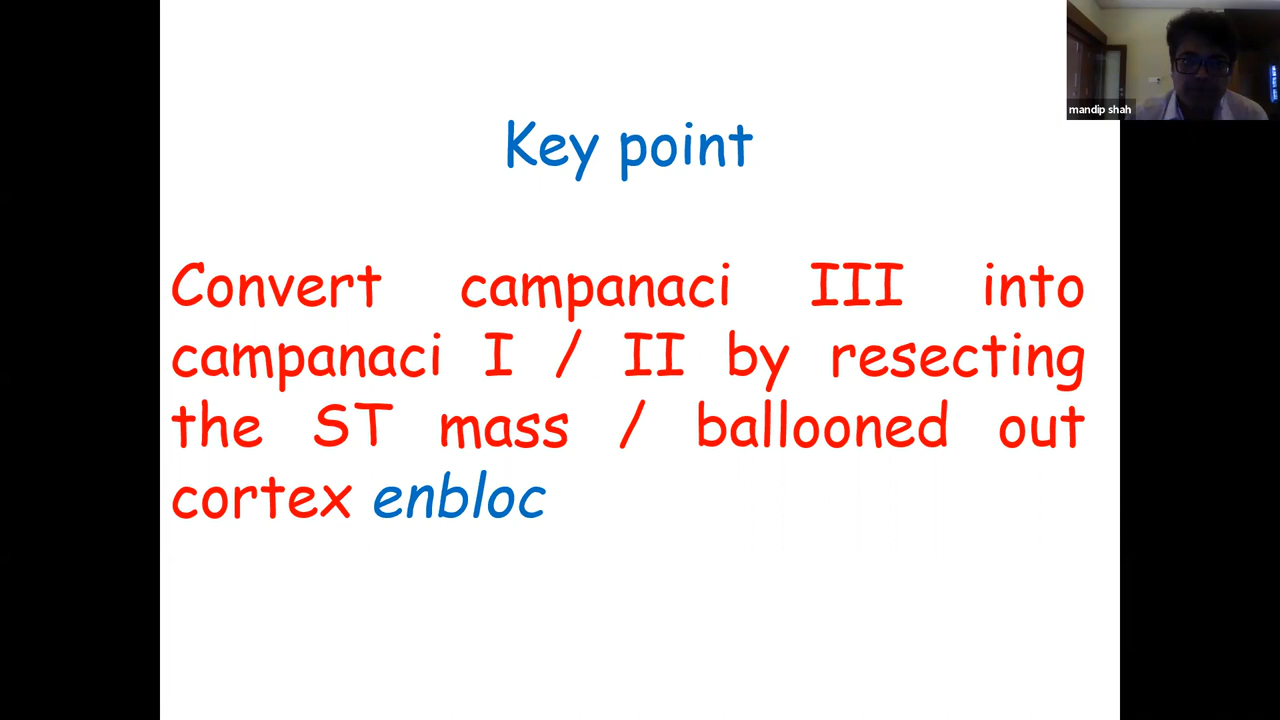 mandip shah
Key point
Convert campanaci III into
campanaci I / II by resecting
the ST mass / ballooned out
cortex enbloc